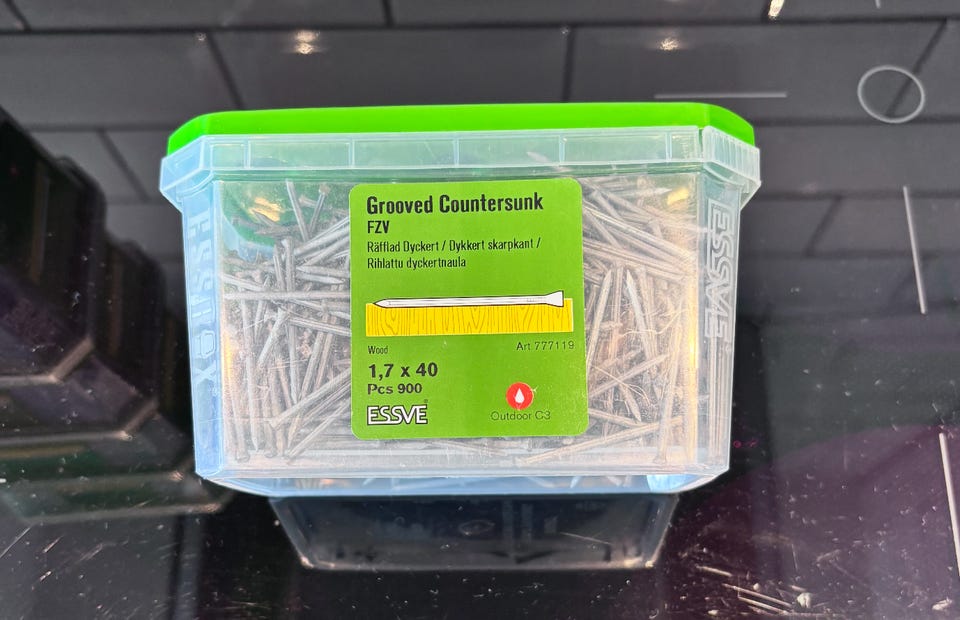 Grooved Countersunk
FZV
Räfflad Dyckert / Dykkert skarpkant /
Rihlattu dyckertnaula
Wood
Art.777119
1,7 x 40
Pcs 900
ESSVE®
Outdoor C3
ESSVE
ESSVE